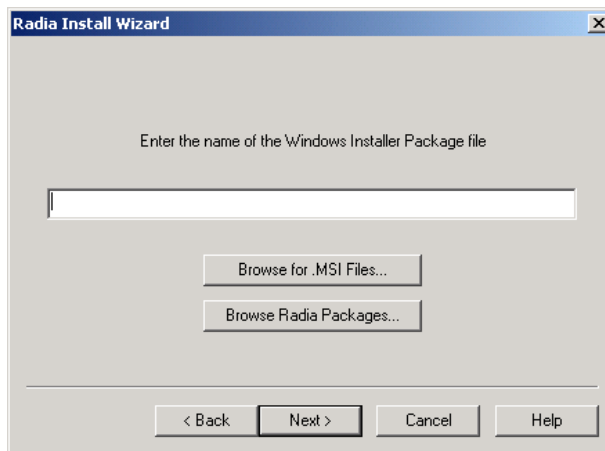 Radia Install Wizard
Enter the name of the Windows Installer Package file
Browse for .MSI Files...
Browse Radia Packages...
< Back
Next >
Cancel
Help